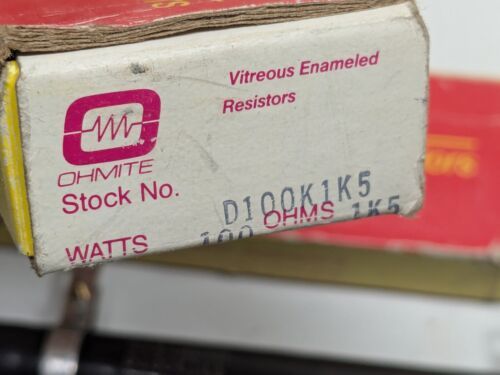 Vitreous Enameled
Resistors
OHMITE
Stock No. D100K1K5
WATTS 100 OHMS 1K5